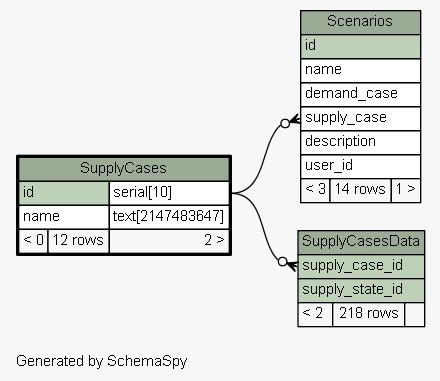 Scenarios
id
name
demand_case
supply_case
description
user_id
< 3 14 rows 1 >
SupplyCases
id serial[10]
name text[2147483647]
< 0 12 rows 2 >
SupplyCasesData
supply_case_id
supply_state_id
< 2 218 rows
Generated by SchemaSpy